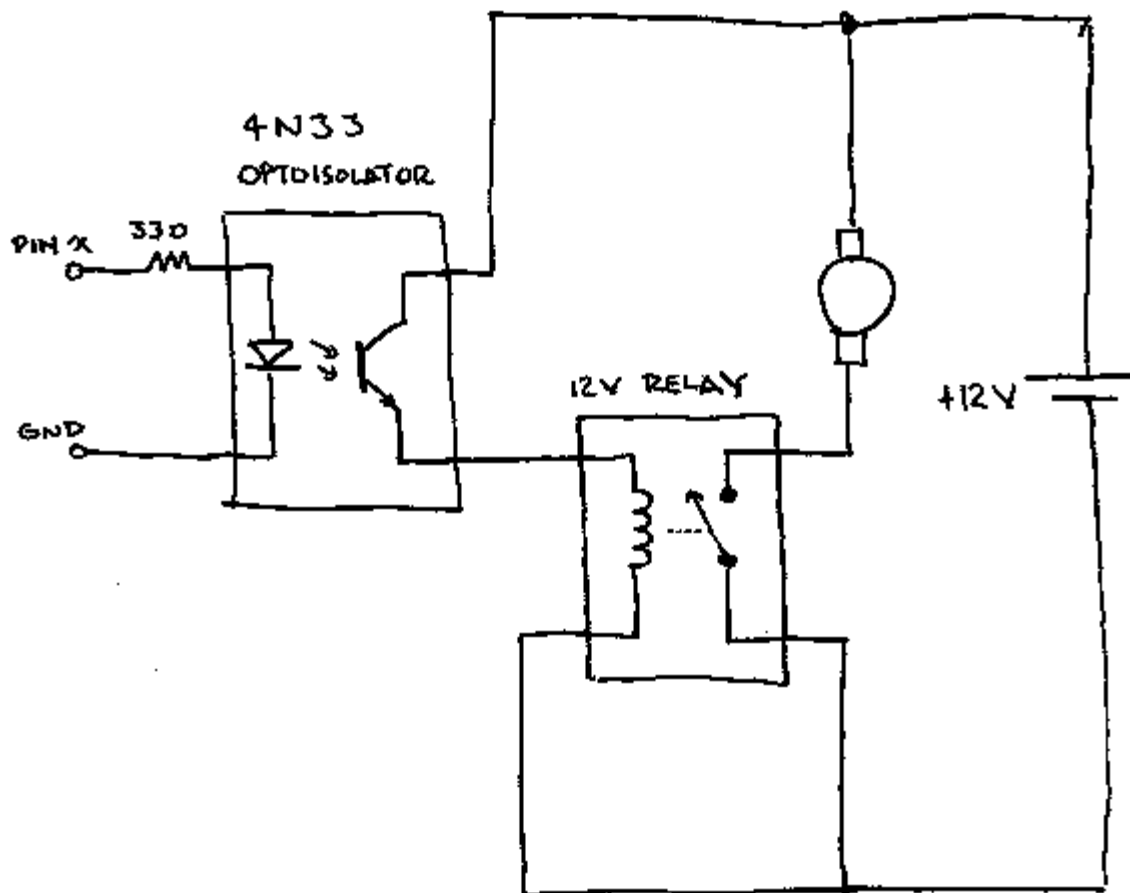 4N33
OPTOISOLATOR
PIN X
330
GND
12V RELAY
+12V